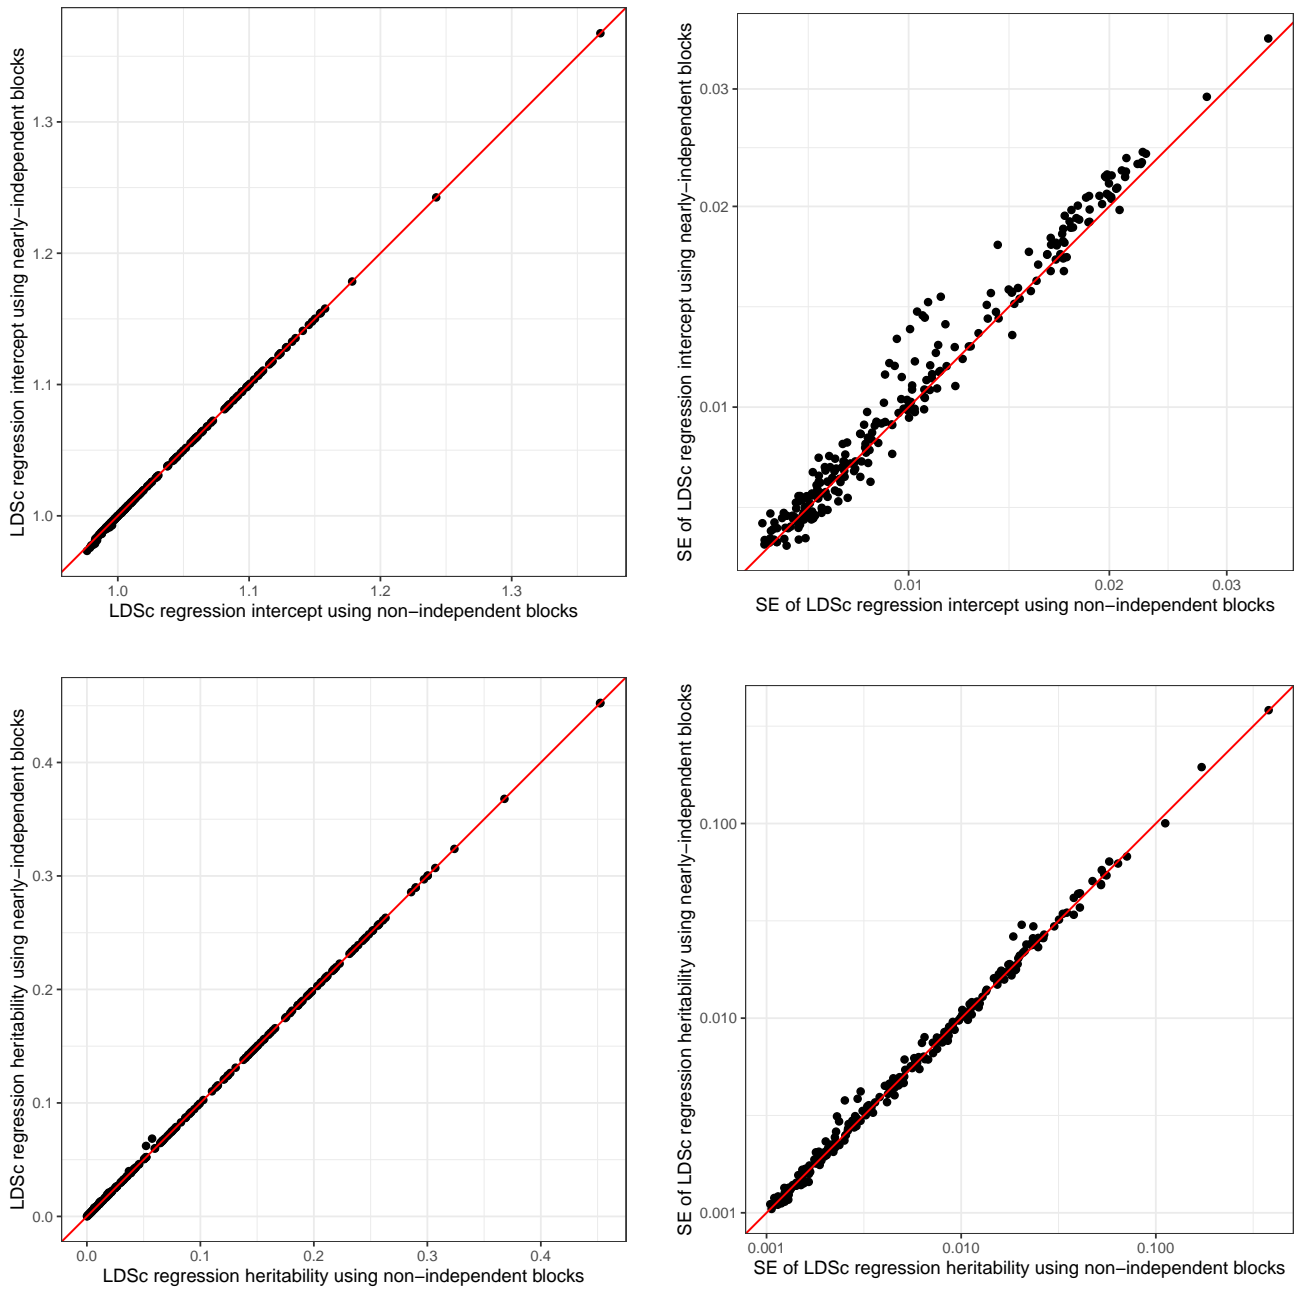 LDSc regression intercept using nearly−independent blocks
1.3
1.2
1.1
1.0
1.0 1.1 1.2 1.3
LDSc regression intercept using non−independent blocks
SE of LDSc regression intercept using nearly−independent blocks
0.03
0.02
0.01
0.01 0.02 0.03
SE of LDSc regression intercept using non−independent blocks
LDSc regression heritability using nearly−independent blocks
0.4
0.3
0.2
0.1
0.0
0.0 0.1 0.2 0.3 0.4
LDSc regression heritability using non−independent blocks
SE of LDSc regression heritability using nearly−independent blocks
0.100
0.010
0.001
0.001 0.010 0.100
SE of LDSc regression heritability using non−independent blocks